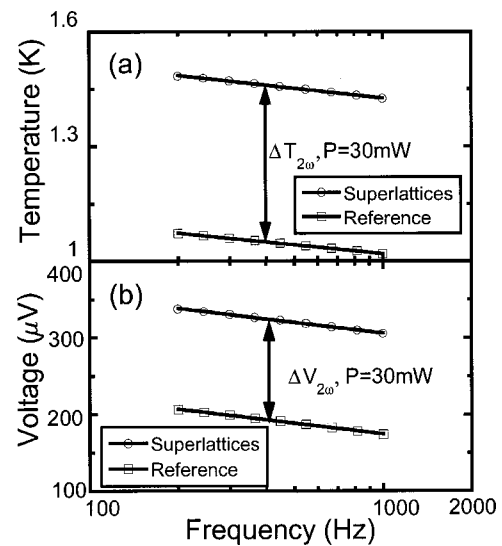 1.6
(a)
Temperature (K)
1.3
ΔT2ω, P=30mW
Superlattices
Reference
1
400
(b)
Voltage (μV)
300
ΔV2ω, P=30mW
200
Superlattices
Reference
100
100 1000 2000
Frequency (Hz)